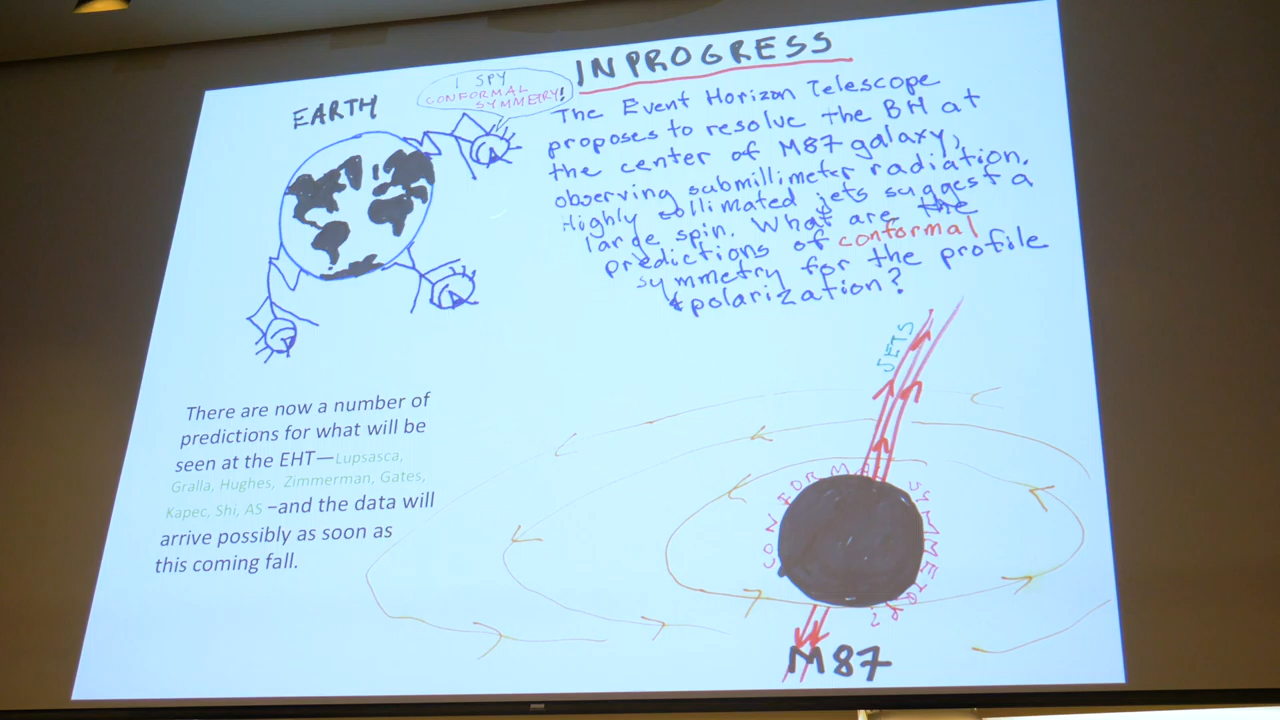 IN PROGRESS
EARTH
I SPY
CONFORMAL
SYMMETRY!
The Event Horizon Telescope
proposes to resolve the BH at
the center of M87 galaxy,
observing submillimeter radiation.
Highly collimated jets suggest a
large spin. What are the
predictions of conformal
symmetry for the profile
& polarization?
JETS
There are now a number of
predictions for what will be
seen at the EHT—Lupsasca,
Gralla, Hughes, Zimmerman, Gates,
Kapec, Shi, AS –and the data will
arrive possibly as soon as
this coming fall.
CONFORMAL SYMMETRY?
M87